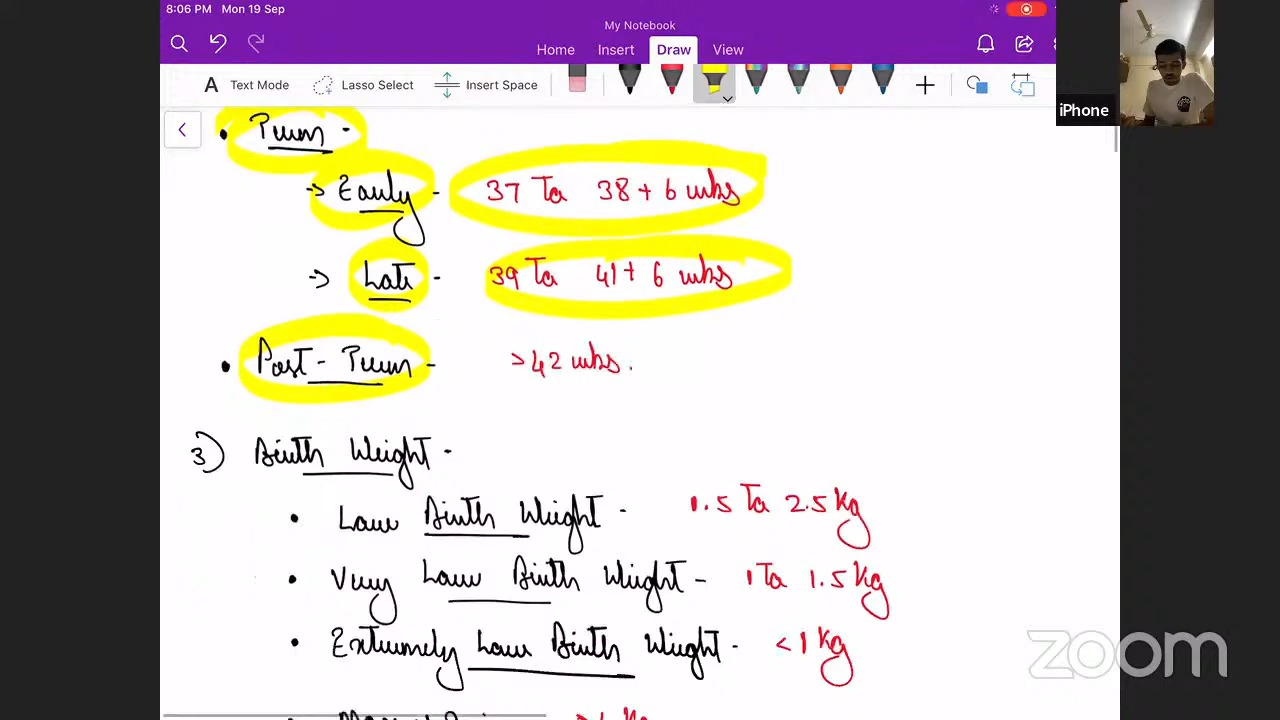 8:06 PM Mon 19 Sep
My Notebook
Home Insert Draw View
A Text Mode Lasso Select Insert Space
iPhone
• Term -
→ Early - 37 To 38 + 6 wks
→ Late - 39 To 41 + 6 wks
• Post-Term - >42 wks.
3) Birth Weight -
• Low Birth Weight - 1.5 To 2.5 Kg
• Very Low Birth Weight - 1 To 1.5 Kg
• Extremely Low Birth Weight - <1 Kg
zoom